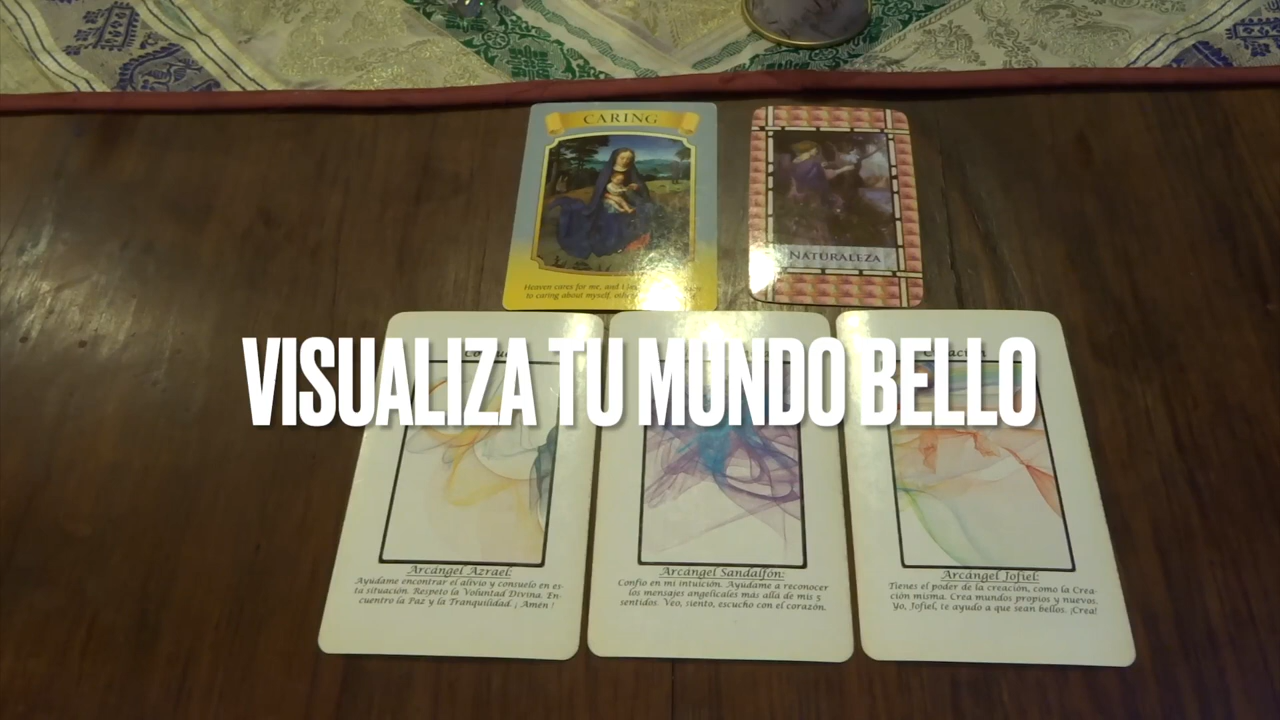 CARING
Heaven cares for me, and I
to caring about myself,
NATURALEZA
VISUALIZA TU MUNDO BELLO
Arcángel Azrael:
Ayúdame encontrar el alivio y consuelo en es-
ta situación. Respeto la Voluntad Divina. En-
cuentro la Paz y la Tranquilidad. ¡ Amén !
Arcángel Sandalfón:
Confío en mi intuición. Ayúdame a reconocer
los mensajes angelicales más allá de mis 5
sentidos. Veo, siento, escucho con el corazón.
Arcángel Jofiel:
Tienes el poder de la creación, como la Crea-
ción misma. Crea mundos propios y nuevos.
Yo, Jofiel, te ayudo a que sean bellos. ¡Crea!